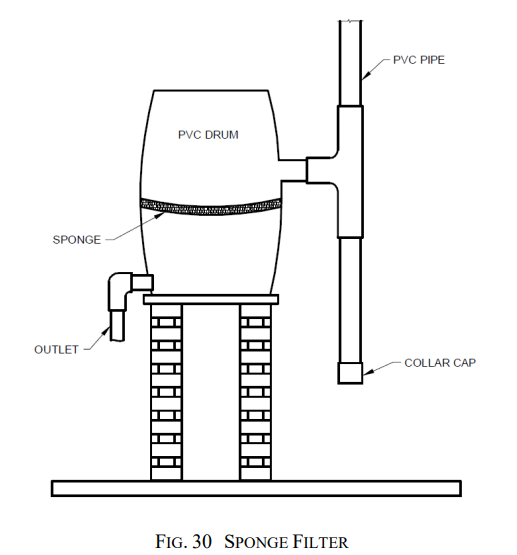 PVC PIPE
PVC DRUM
SPONGE
OUTLET
COLLAR CAP
FIG. 30 SPONGE FILTER